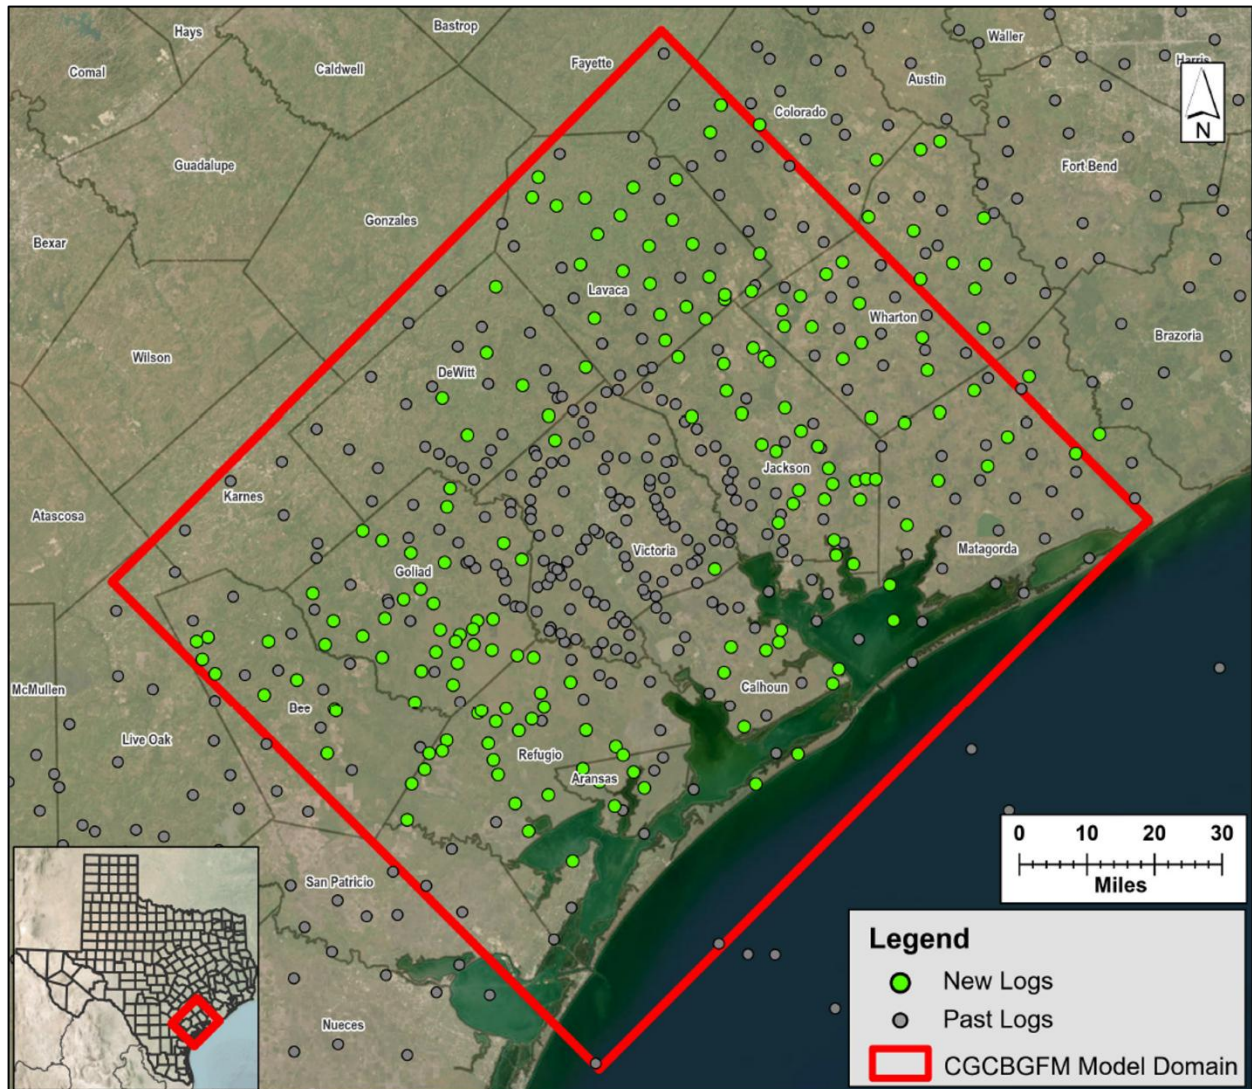 Hays
Bastrop
Waller
Comal
Caldwell
Fayette
Austin
Harris
N
Colorado
Guadalupe
Fort Bend
Gonzales
Bexar
Lavaca
Wharton
Brazoria
Wilson
DeWitt
Jackson
Karnes
Atascosa
Victoria
Matagorda
Goliad
McMullen
Calhoun
Dee
Live Oak
Refugio
Aransas
0 10 20 30
Miles
San Patricio
Nueces
Legend
New Logs
Past Logs
CGCBGFM Model Domain